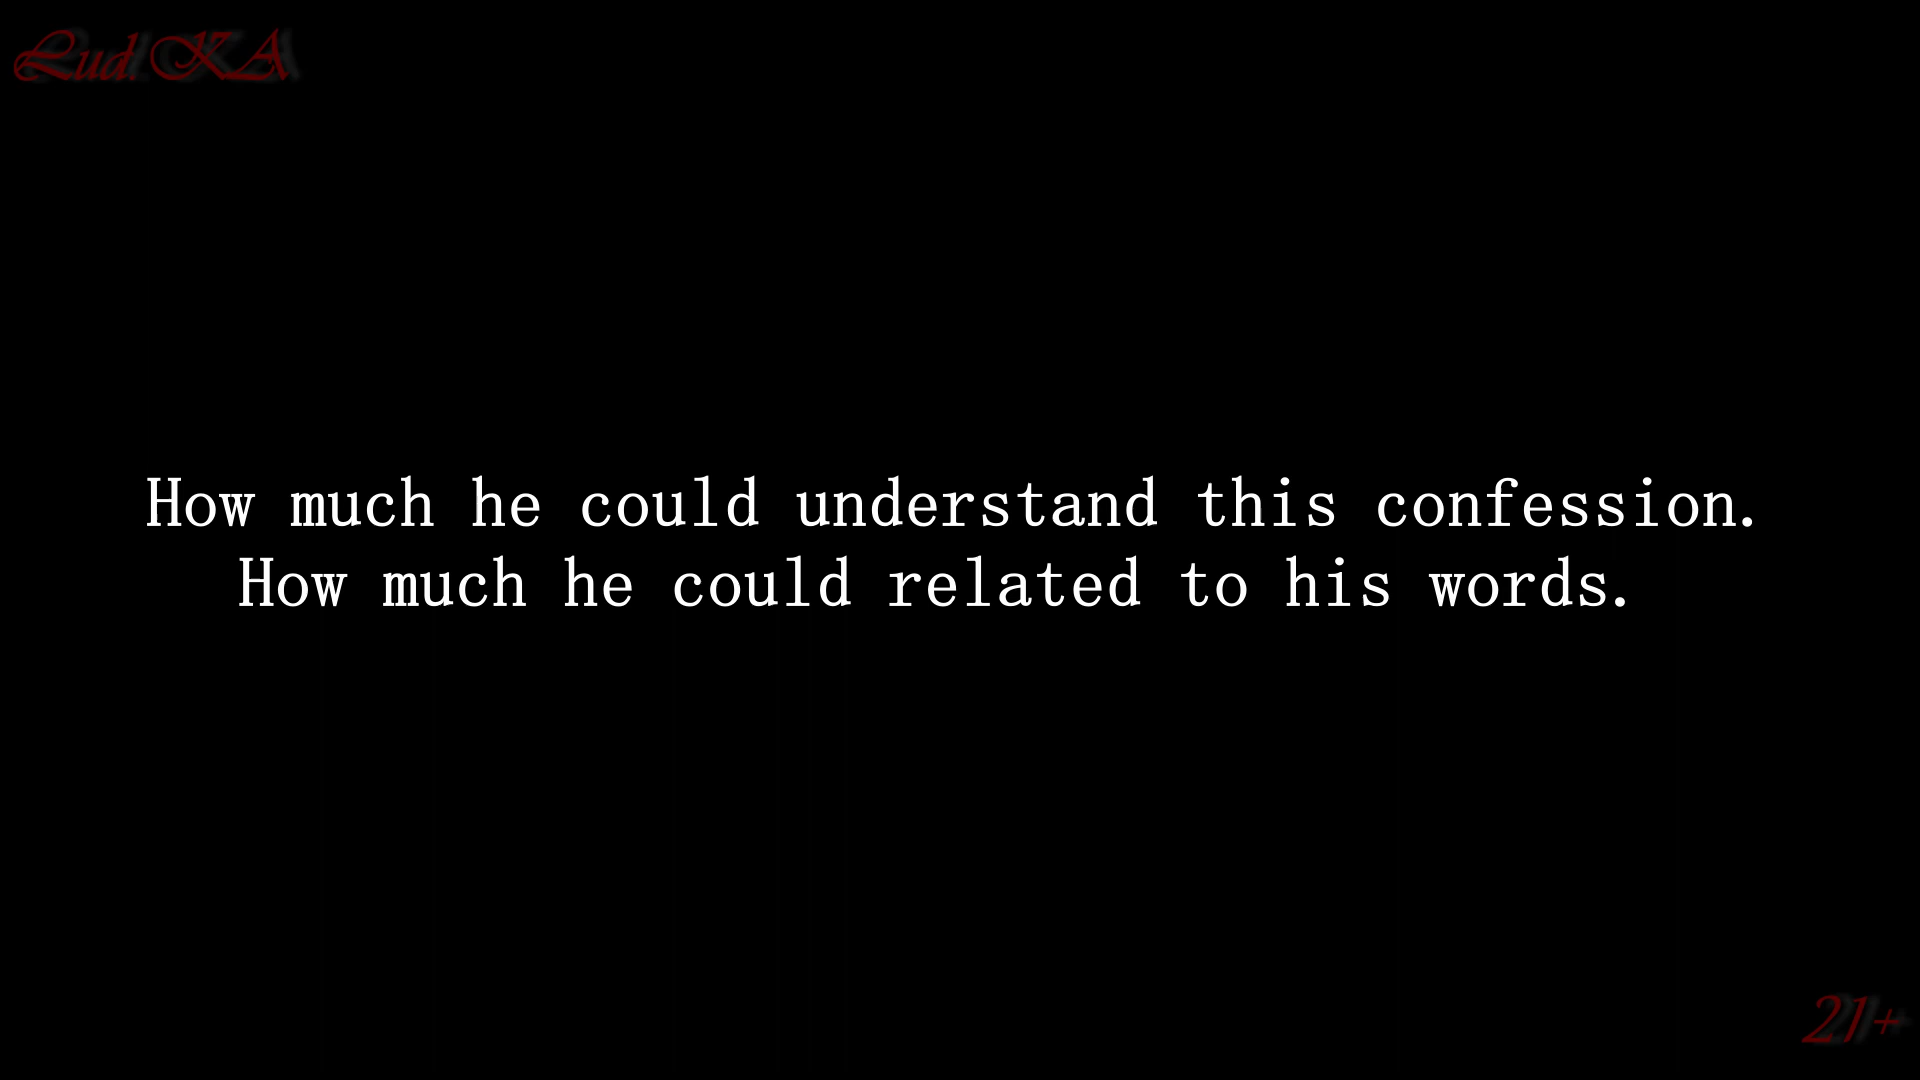 Lud.KA
How much he could understand this confession.
How much he could related to his words.
21+